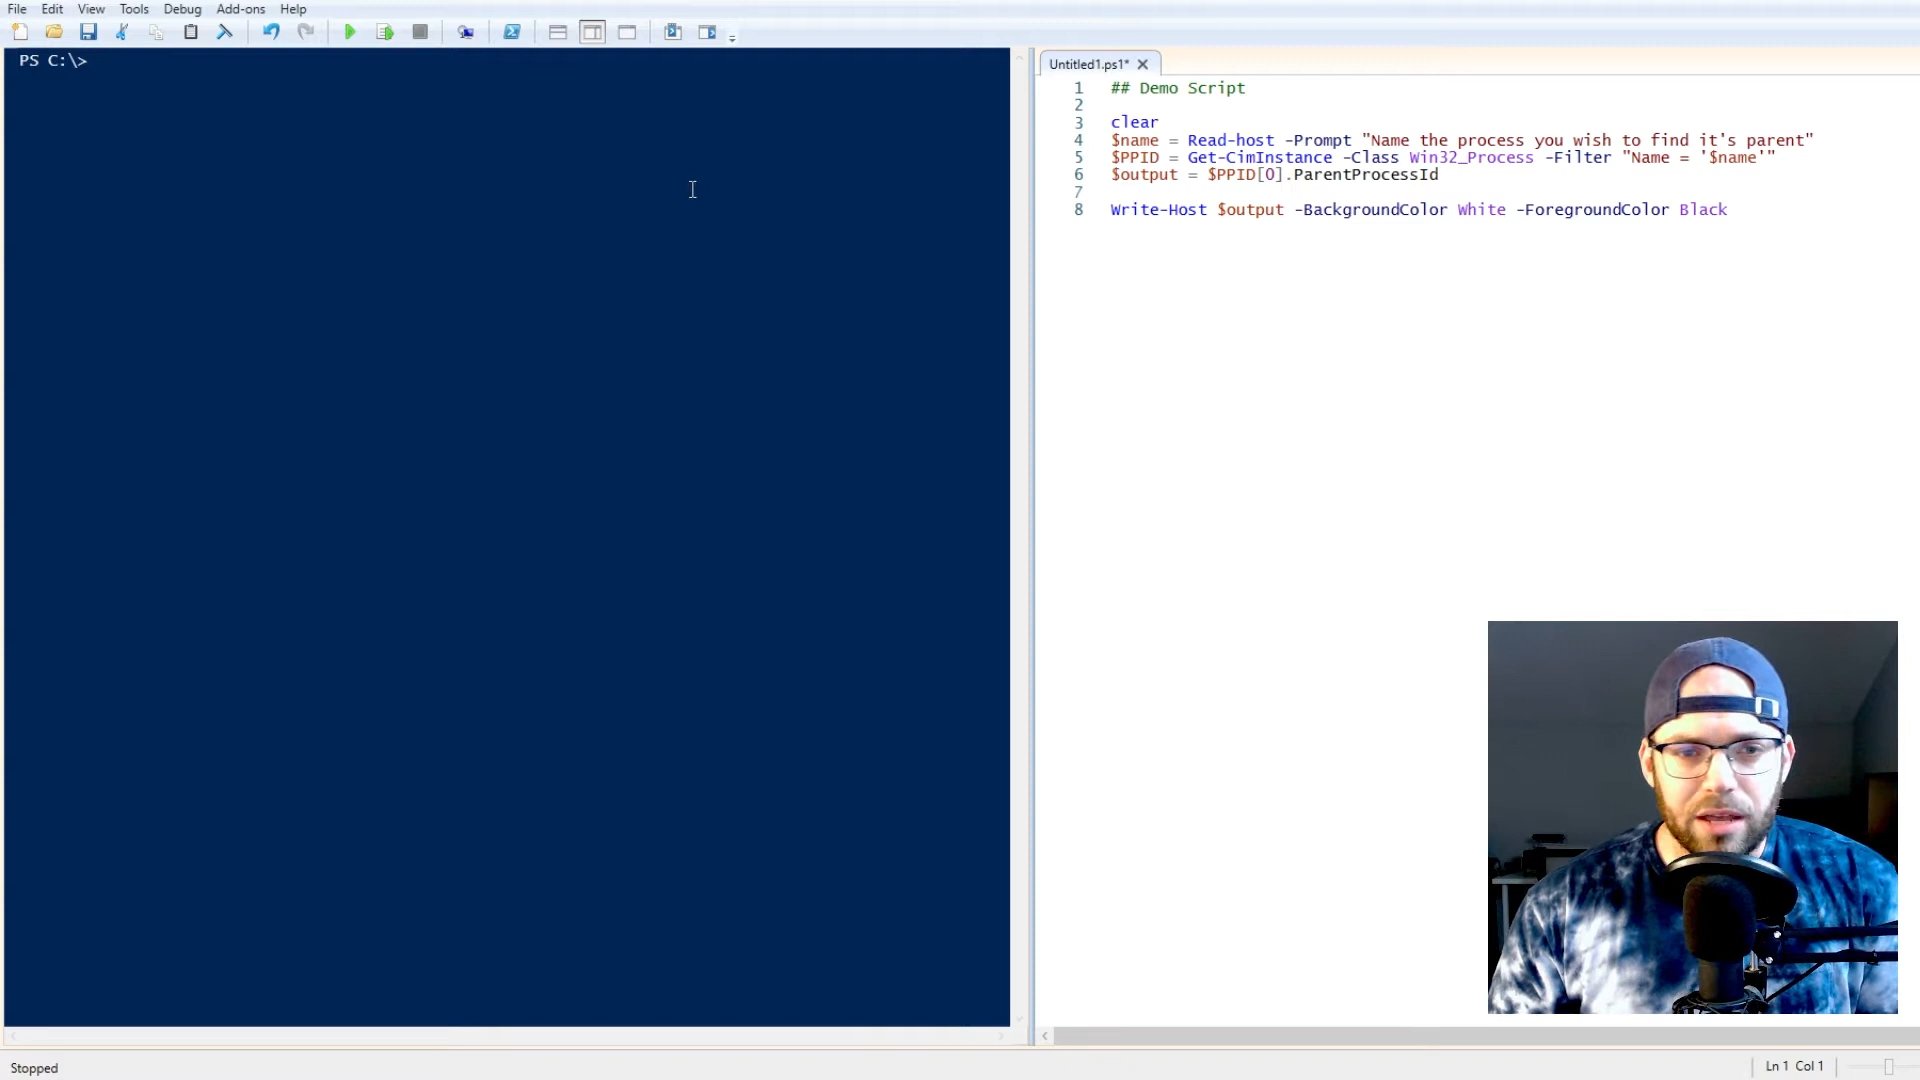 File Edit View Tools Debug Add-ons Help
PS C:\>
Untitled1.ps1*
1 ## Demo Script
2
3 clear
4 $name = Read-host -Prompt "Name the process you wish to find it's parent"
5 $PPID = Get-CimInstance -Class Win32_Process -Filter "Name = '$name'"
6 $output = $PPID[0].ParentProcessId
7
8 Write-Host $output -BackgroundColor White -ForegroundColor Black
Stopped
Ln 1 Col 1